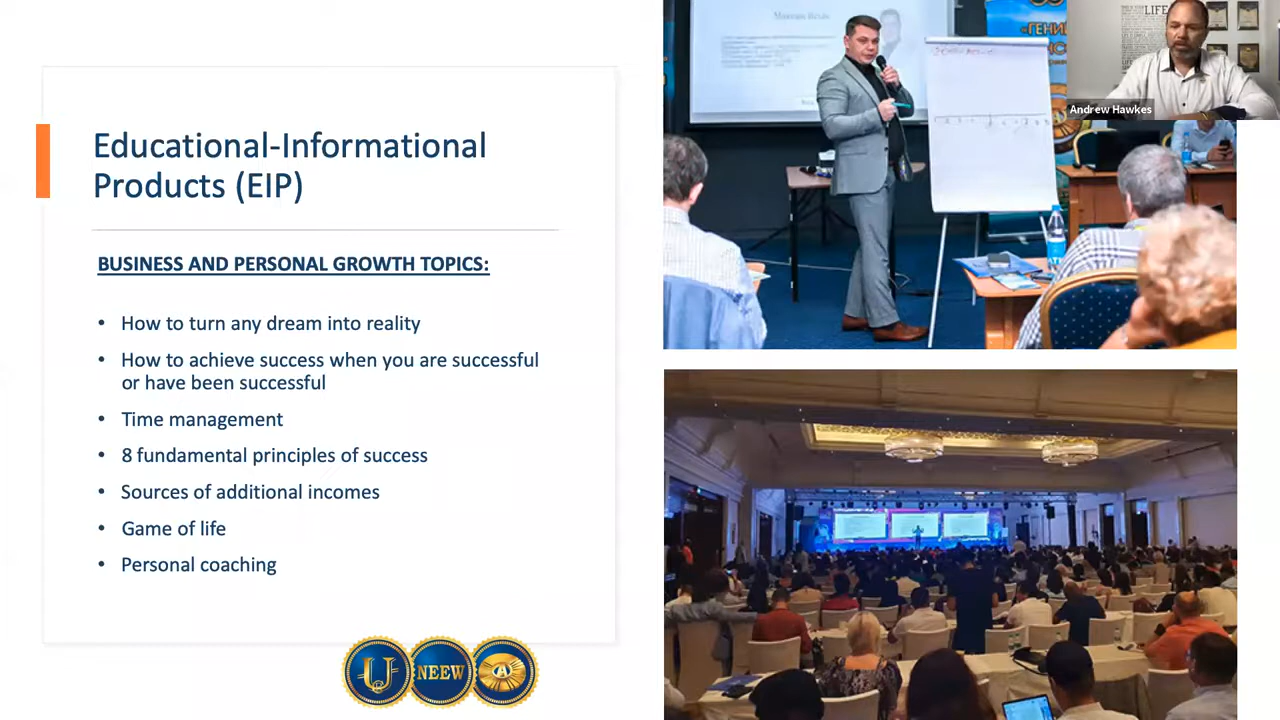 Educational-Informational
Products (EIP)
BUSINESS AND PERSONAL GROWTH TOPICS:
• How to turn any dream into reality
• How to achieve success when you are successful
or have been successful
• Time management
• 8 fundamental principles of success
• Sources of additional incomes
• Game of life
• Personal coaching
NEEW
A
LIFE
Andrew Hawkes